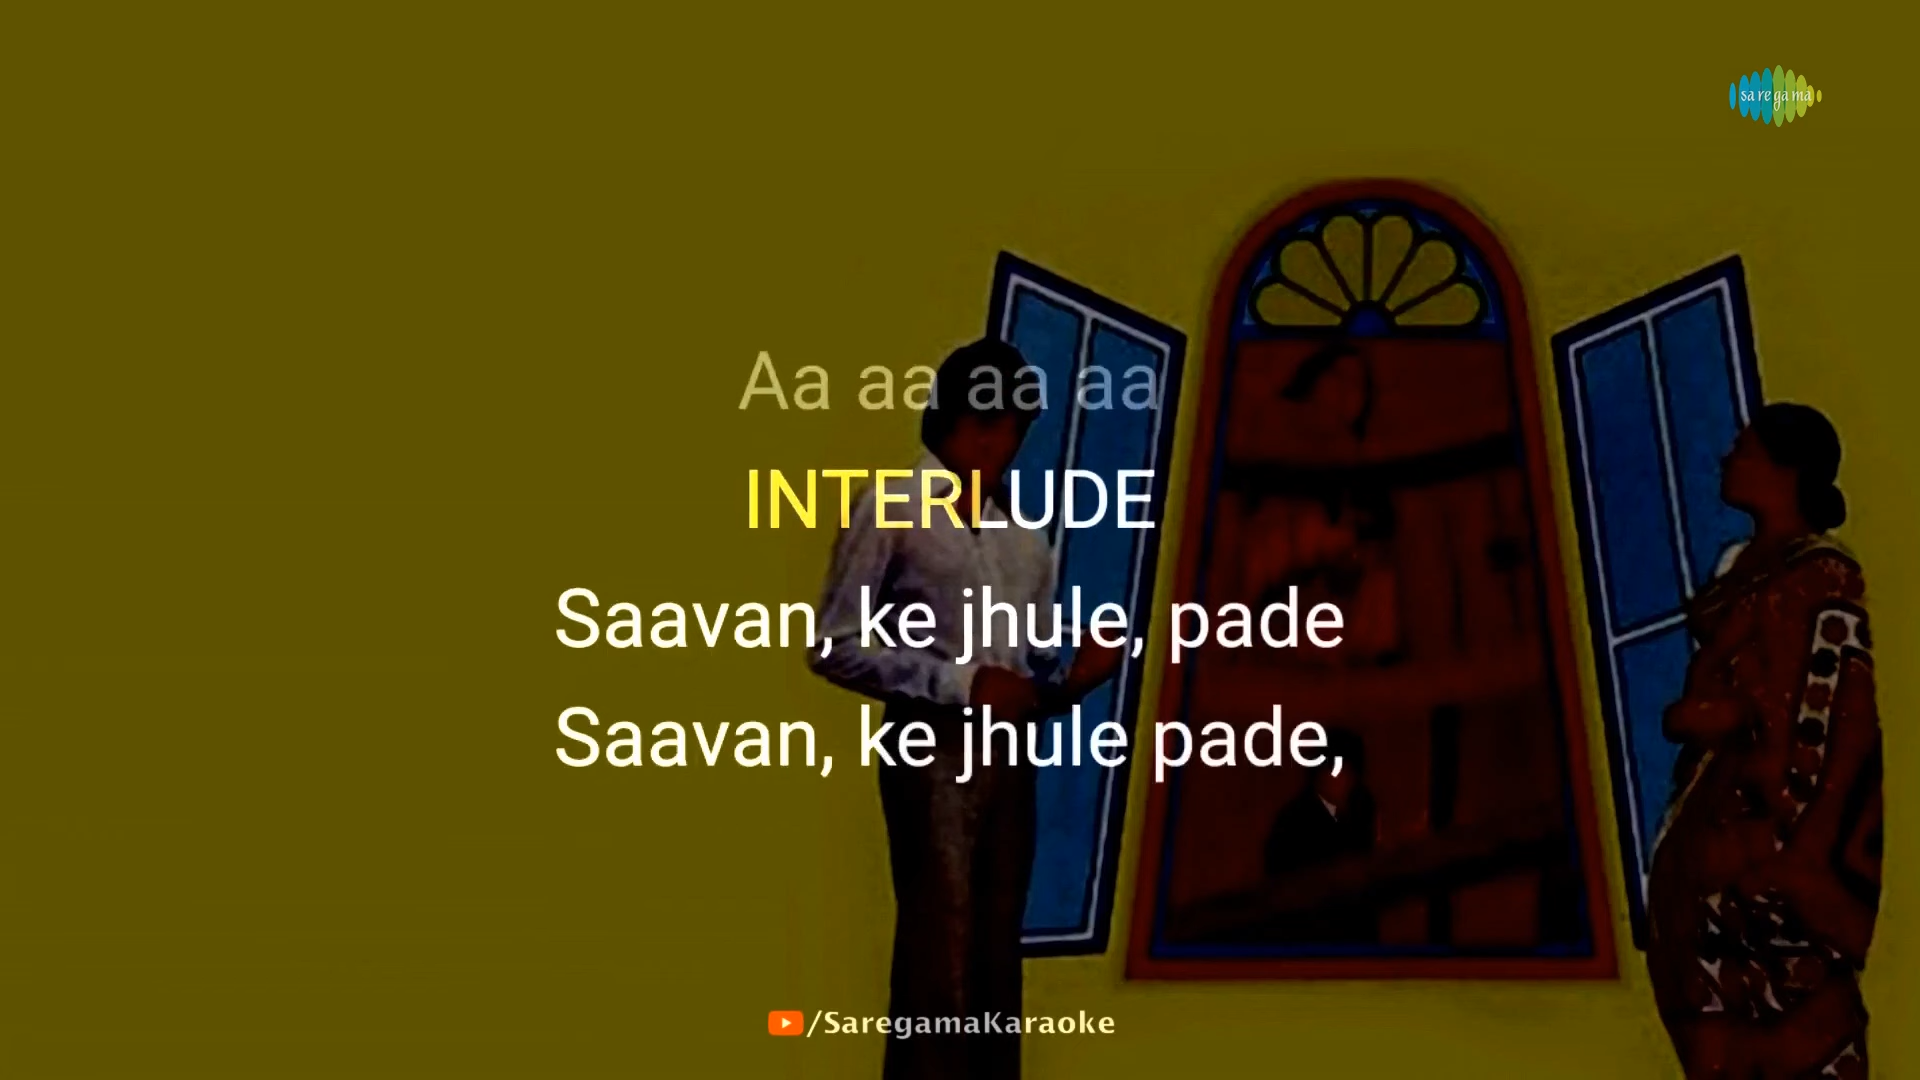 sa re ga ma
Aa aa aa aa
INTERLUDE
Saavan, ke jhule, pade
Saavan, ke jhule pade,
/SaregamaKaraoke